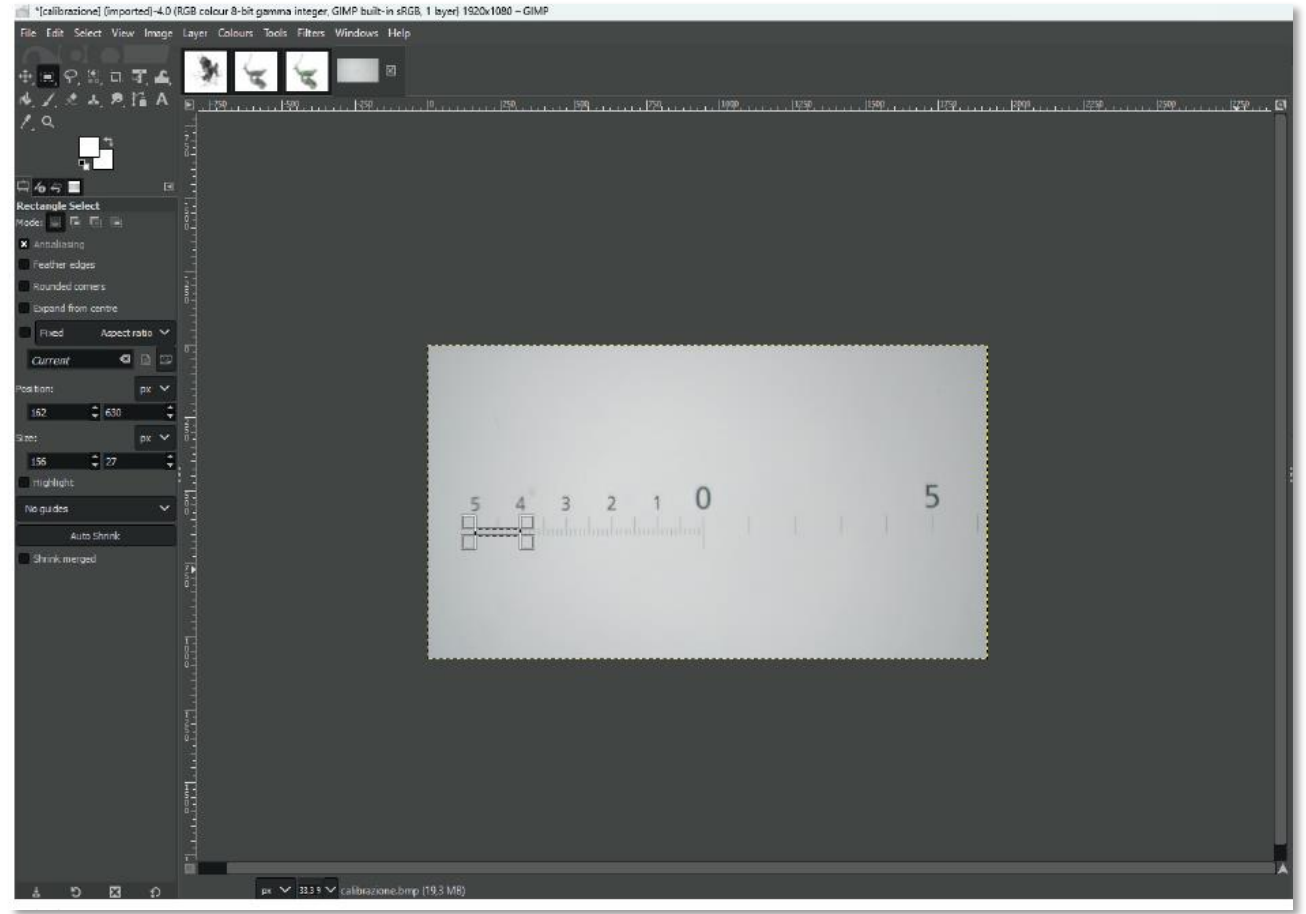 *[calibrazione] (imported)-4.0 (RGB colour 8-bit gamma integer, GIMP built-in sRGB, 1 layer) 1920x1080 – GIMP
File Edit Select View Image Layer Colours Tools Filters Windows Help
Rectangle Select
Mode:
Antialiasing
Feather edges
Rounded corners
Expand from centre
Fixed Aspect ratio
Current
Position: px
162 630
Size: px
156 27
Highlight
No guides
Auto Shrink
Shrink merged
5 4 3 2 1 0 5
px 33.3 % calibrazione.bmp (19,3 MB)